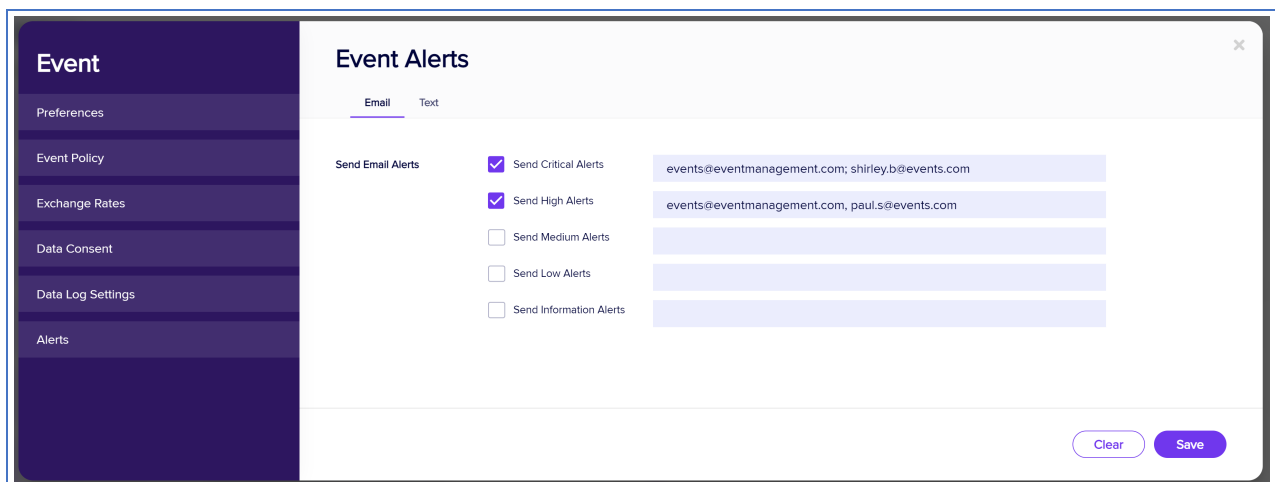 Event
Preferences
Event Policy
Exchange Rates
Data Consent
Data Log Settings
Alerts
Event Alerts
Email Text
Send Email Alerts
Send Critical Alerts events@eventmanagement.com; shirley.b@events.com
Send High Alerts events@eventmanagement.com, paul.s@events.com
Send Medium Alerts
Send Low Alerts
Send Information Alerts
Clear Save